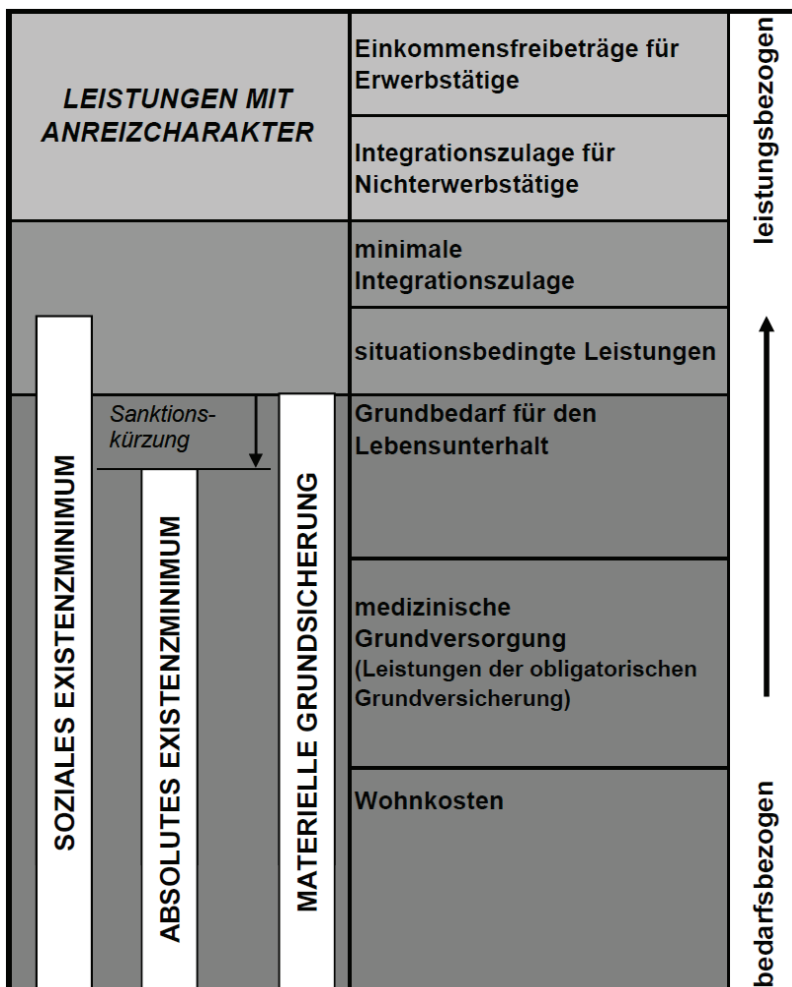 LEISTUNGEN MIT
ANREIZCHARAKTER
Einkommensfreibeträge für
Erwerbstätige
Integrationszulage für
Nichterwerbstätige
minimale
Integrationszulage
situationsbedingte Leistungen
Sanktions-
kürzung
Grundbedarf für den
Lebensunterhalt
medizinische
Grundversorgung
(Leistungen der obligatorischen
Grundversicherung)
Wohnkosten
SOZIALES EXISTENZMINIMUM
ABSOLUTES EXISTENZMINIMUM
MATERIELLE GRUNDSICHERUNG
leistungsbezogen
bedarfsbezogen